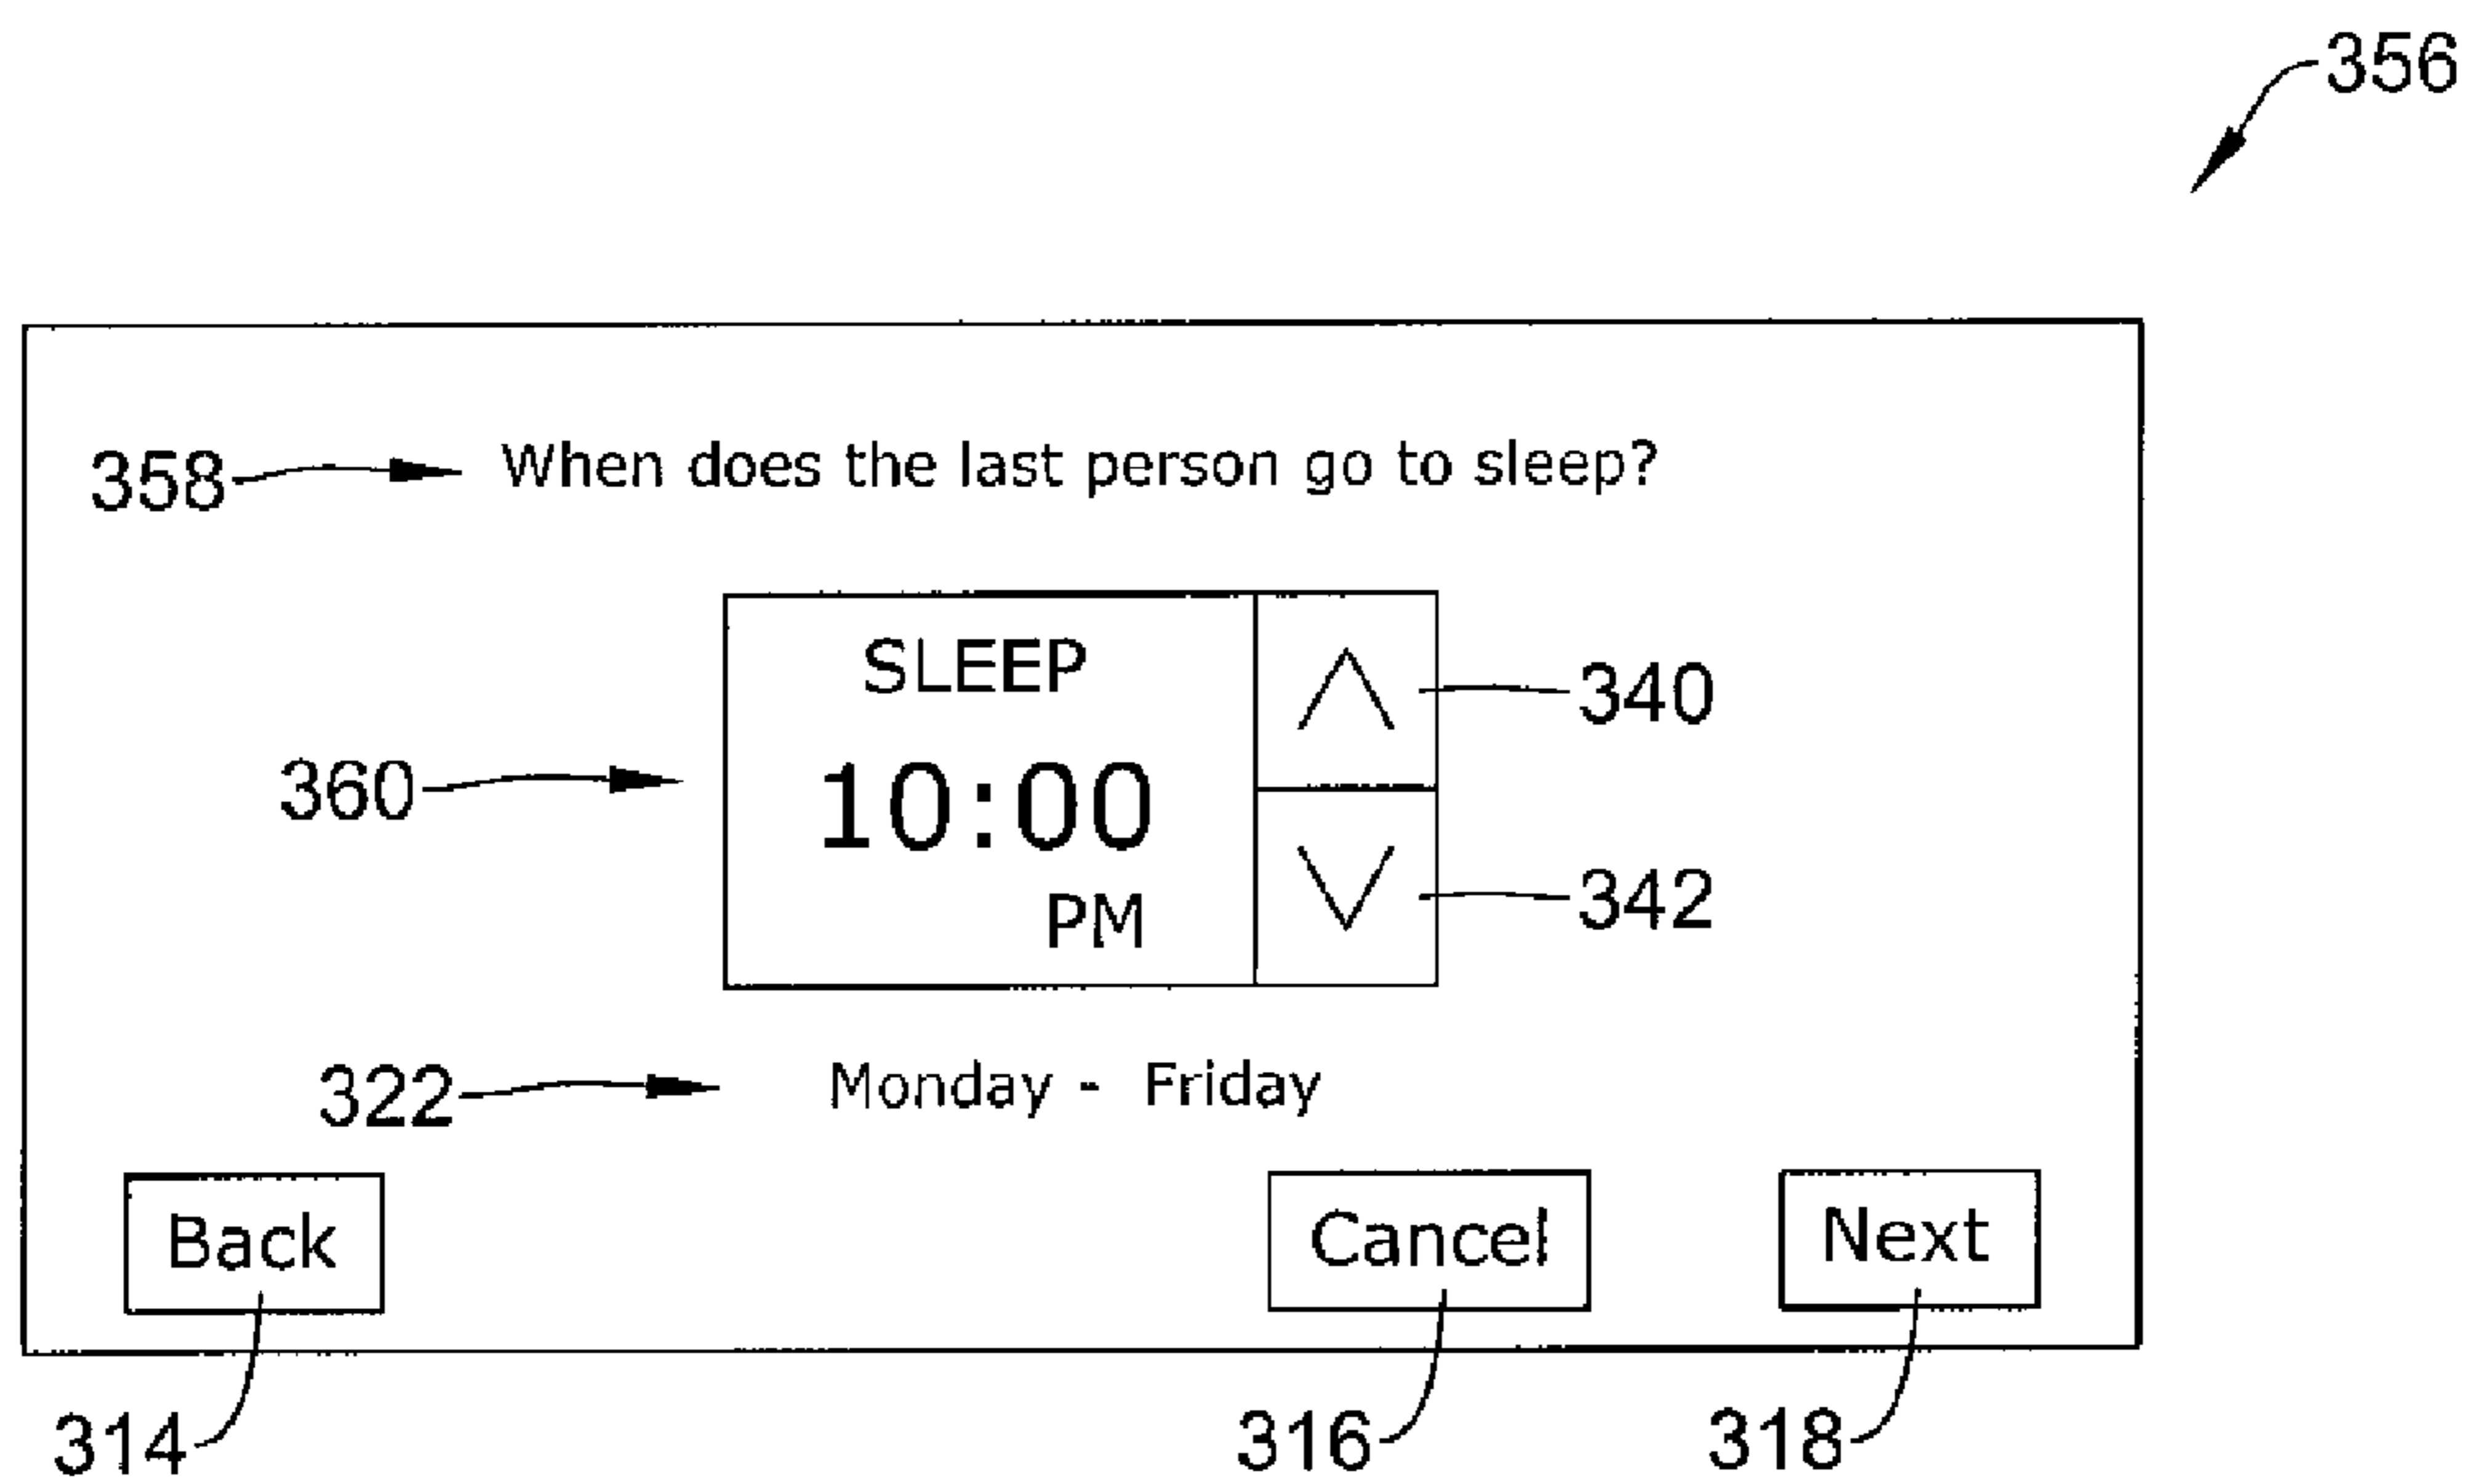 356
358 When does the last person go to sleep?
SLEEP
340
360 10:00
PM
342
322 Monday - Friday
Back Cancel Next
314 316 318